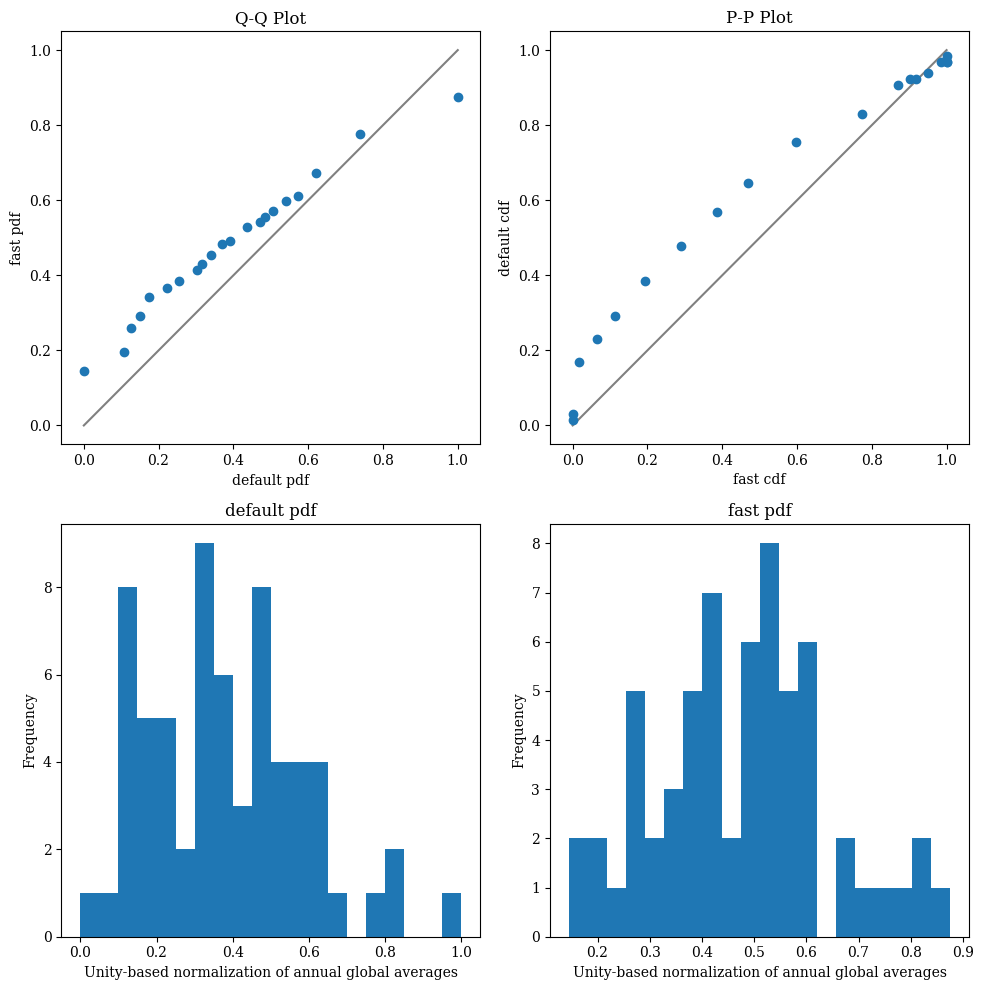 Q-Q Plot
1.0
0.8
0.6
0.4
0.2
0.0
fast pdf
0.0 0.2 0.4 0.6 0.8 1.0
default pdf
P-P Plot
1.0
0.8
0.6
0.4
0.2
0.0
default cdf
0.0 0.2 0.4 0.6 0.8 1.0
fast cdf
default pdf
8
6
4
2
0
Frequency
0.0 0.2 0.4 0.6 0.8 1.0
Unity-based normalization of annual global averages
fast pdf
8
7
6
5
4
3
2
1
0
Frequency
0.2 0.3 0.4 0.5 0.6 0.7 0.8 0.9
Unity-based normalization of annual global averages